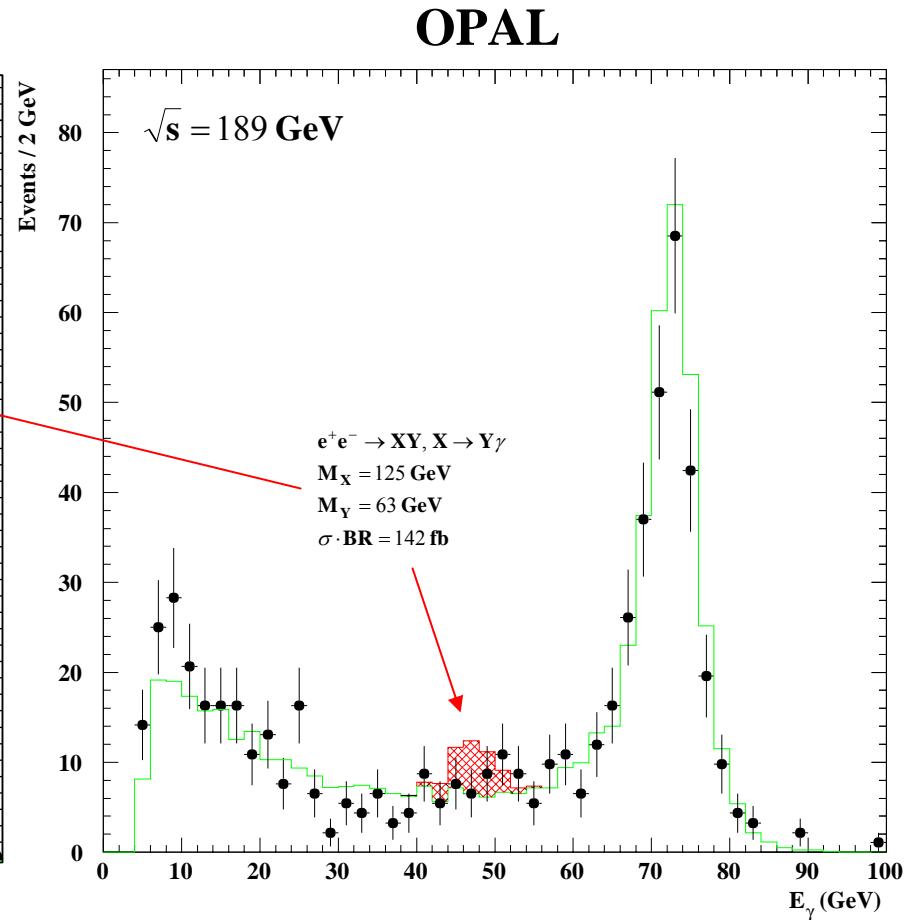 OPAL
Events / 2 GeV
√s = 189 GeV
80
70
60
50
40
30
20
10
0
e⁺e⁻ → XY, X → Yγ
M_X = 125 GeV
M_Y = 63 GeV
σ · BR = 142 fb
0 10 20 30 40 50 60 70 80 90 100
E_γ (GeV)